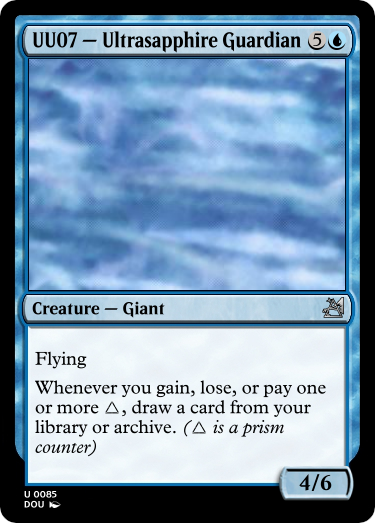 UU07 — Ultrasapphire Guardian 5
Creature — Giant
Flying
Whenever you gain, lose, or pay one
or more △, draw a card from your
library or archive. (△ is a prism
counter)
4/6
U 0085
DOU